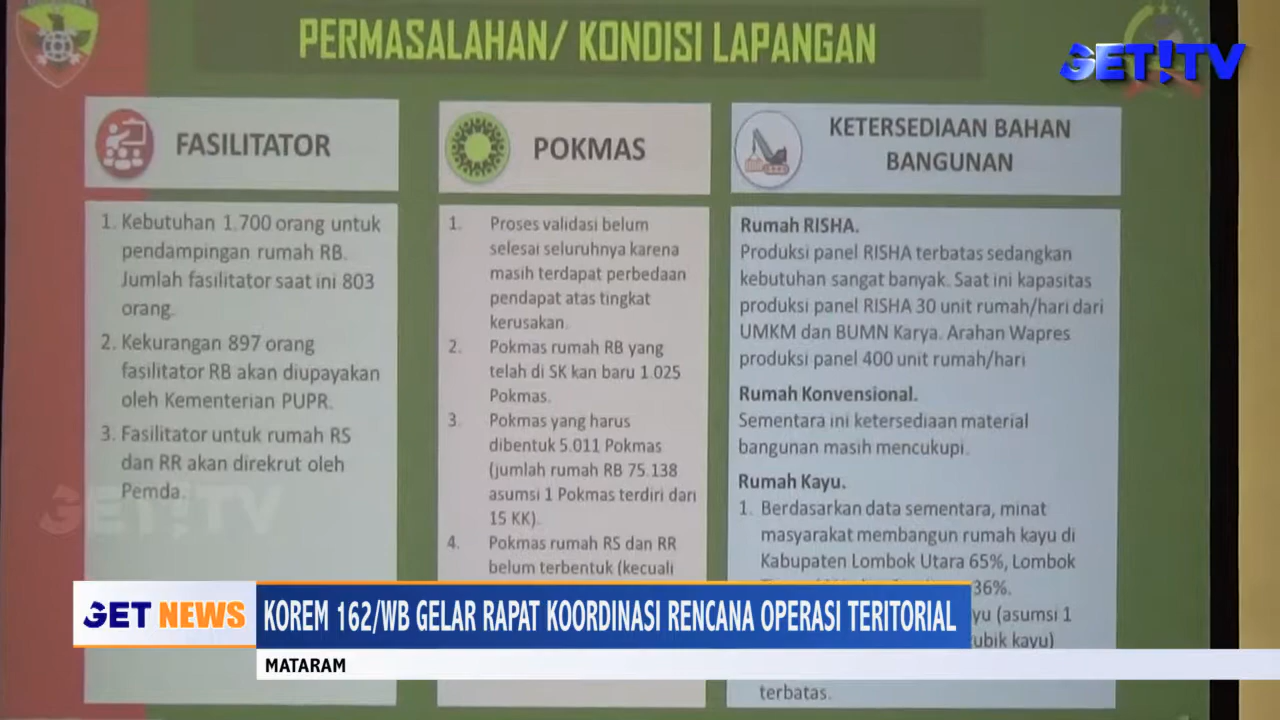 PERMASALAHAN/ KONDISI LAPANGAN
GET!TV
FASILITATOR
1. Kebutuhan 1.700 orang untuk
pendampingan rumah RB.
Jumlah fasilitator saat ini 803
orang.
2. Kekurangan 897 orang
fasilitator RB akan diupayakan
oleh Kementerian PUPR.
3. Fasilitator untuk rumah RS
dan RR akan direkrut oleh
Pemda.
GET!TV
POKMAS
1. Proses validasi belum
selesai seluruhnya karena
masih terdapat perbedaan
pendapat atas tingkat
kerusakan.
2. Pokmas rumah RB yang
telah di SK kan baru 1.025
Pokmas.
3. Pokmas yang harus
dibentuk 5.011 Pokmas
(jumlah rumah RB 75.138
asumsi 1 Pokmas terdiri dari
15 KK).
4. Pokmas rumah RS dan RR
belum terbentuk (kecuali
KETERSEDIAAN BAHAN
BANGUNAN
Rumah RISHA.
Produksi panel RISHA terbatas sedangkan
kebutuhan sangat banyak. Saat ini kapasitas
produksi panel RISHA 30 unit rumah/hari dari
UMKM dan BUMN Karya. Arahan Wapres
produksi panel 400 unit rumah/hari
Rumah Konvensional.
Sementara ini ketersediaan material
bangunan masih mencukupi.
Rumah Kayu.
1. Berdasarkan data sementara, minat
masyarakat membangun rumah kayu di
Kabupaten Lombok Utara 65%, Lombok
36%.
(asumsi 1
kayu)
terbatas.
GET NEWS
KOREM 162/WB GELAR RAPAT KOORDINASI RENCANA OPERASI TERITORIAL
MATARAM